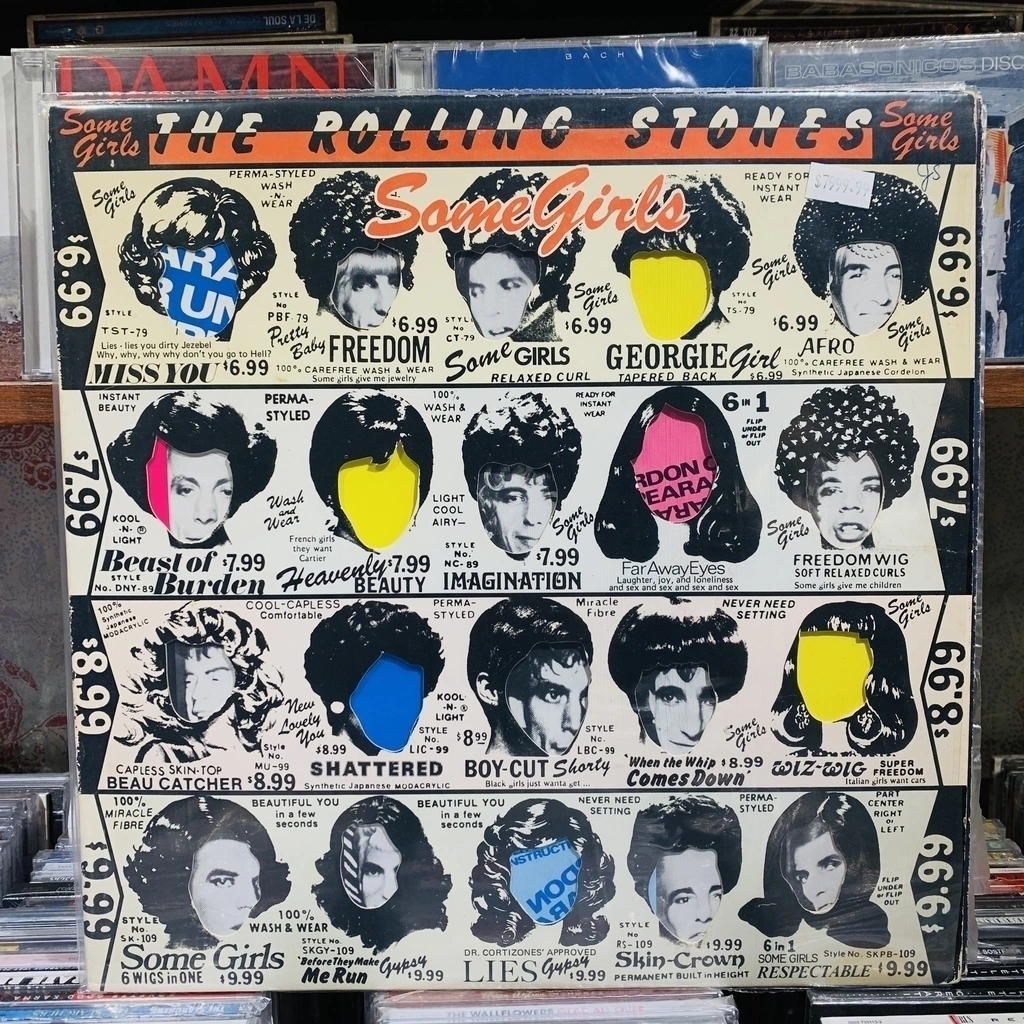 DE LA SOUL
ZZ TOP
DAMN
BACH
BABASONICOS DISC
Some Girls
THE ROLLING STONES
Some Girls
Some Girls
$7999.99
Some Girls
PERMA-STYLED
WASH
-N-
WEAR
READY FOR
INSTANT
WEAR
6.99
$6.99
STYLE
TST-79
Lies - lies you dirty Jezebel
Why, why, why why don't you go to Hell?
MISS YOU $6.99
STYLE
No
PBF-79
$6.99
Pretty Baby FREEDOM
100% CAREFREE WASH & WEAR
Some girls give me jewelry
STYLE
No
CT-79
Some Girls
$6.99
Some GIRLS
RELAXED CURL
STYLE
No
TS-79
GEORGIE Girl
TAPERED BACK $6.99
Some Girls
$6.99
AFRO
Some Girls
100% CAREFREE WASH & WEAR
Synthetic Japanese Cordelon
$7.99
$7.99
INSTANT
BEAUTY
PERMA-
STYLED
KOOL
-N-®
LIGHT
Beast of $7.99
STYLE
No. DNY-89 Burden
Wash
and
Wear
French girls
they want
Cartier
Heavenly $7.99
BEAUTY
100%
WASH &
WEAR
READY FOR
INSTANT
WEAR
LIGHT
COOL
AIRY—
STYLE
No.
NC-89
Some Girls
$7.99
IMAGINATION
6 IN 1
FLIP
UNDER
or FLIP
OUT
Far Away Eyes
Laughter, joy, and loneliness
and sex and sex and sex and sex
Some Girls
FREEDOM WIG
SOFT RELAXED CURLS
Some girls give me children
8.99
$8.99
100%
Synthetic
Japanese
MODACRYLIC
COOL-CAPLESS
Comfortable
PERMA-
STYLED
Miracle
Fibre
NEVER NEED
SETTING
Some Girls
New
Lovely
You
Style
No.
MU-99
CAPLESS SKIN-TOP
BEAU CATCHER $8.99
$8.99
KOOL
-N-®
LIGHT
STYLE
No.
LIC-99
SHATTERED
Synthetic Japanese MODACRYLIC
$8.99
STYLE
No.
LBC-99
BOY-CUT Shorty
Black girls just wanta get ...
Some Girls
'When the Whip $8.99
Comes Down'
WIZ-WIG
SUPER
FREEDOM
Italian girls want cars
9.99
$9.99
100%
MIRACLE
FIBRE
BEAUTIFUL YOU
in a few
seconds
BEAUTIFUL YOU
in a few
seconds
NEVER NEED
SETTING
PERMA-
STYLED
PART
CENTER
RIGHT
or
LEFT
STYLE
No.
SK-109
Some Girls
6 WIGS in ONE $9.99
100%
WASH & WEAR
STYLE No.
SKGY-109
'Before They Make
Me Run Gypsy
$9.99
DR. CORTIZONES' APPROVED
LIES Gypsy
$9.99
STYLE
No.
RS-109
$9.99
Skin-Crown
PERMANENT BUILT in HEIGHT
FLIP
UNDER or
FLIP OUT
6 in 1
SOME GIRLS Style No. SKPB-109
RESPECTABLE $9.99
THE WALLFLOWERS